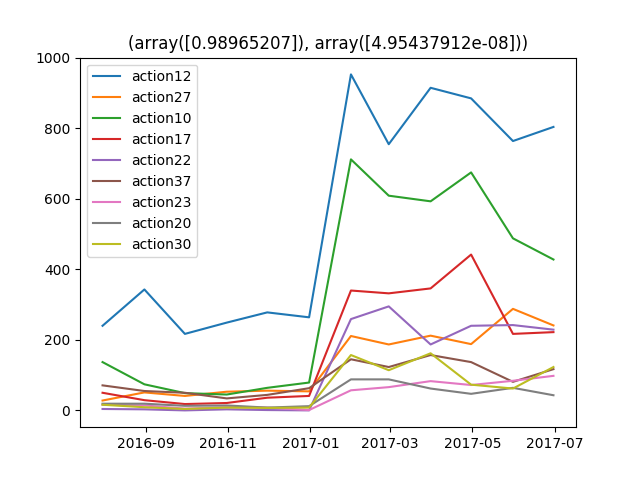 (array([0.98965207]), array([4.95437912e-08]))
1000
800
600
400
200
0
action12
action27
action10
action17
action22
action37
action23
action20
action30
2016-09 2016-11 2017-01 2017-03 2017-05 2017-07